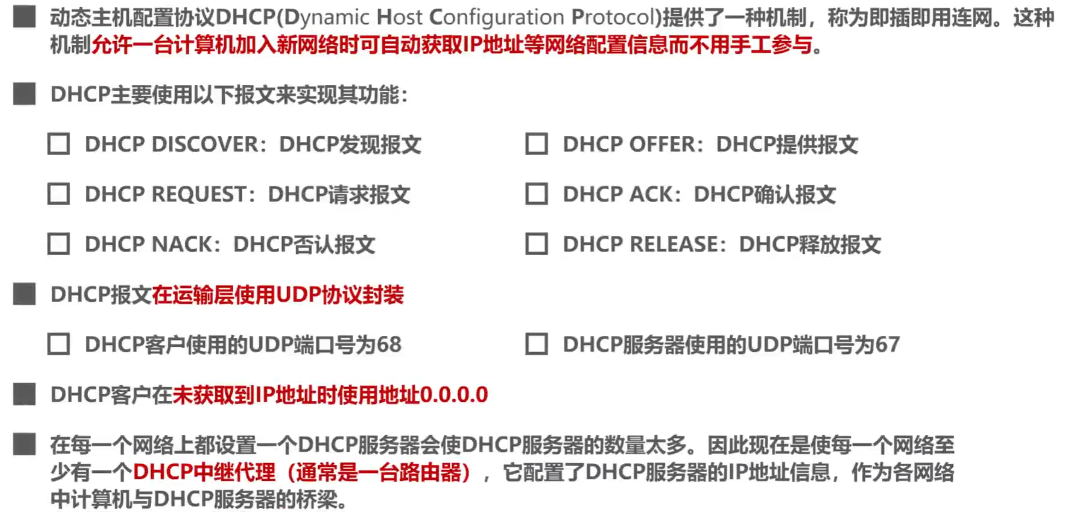 动态主机配置协议DHCP(Dynamic Host Configuration Protocol)提供了一种机制，称为即插即用连网。这种
机制允许一台计算机加入新网络时可自动获取IP地址等网络配置信息而不用手工参与。
DHCP主要使用以下报文来实现其功能：
DHCP DISCOVER：DHCP发现报文
DHCP OFFER：DHCP提供报文
DHCP REQUEST：DHCP请求报文
DHCP ACK：DHCP确认报文
DHCP NACK：DHCP否认报文
DHCP RELEASE：DHCP释放报文
DHCP报文在运输层使用UDP协议封装
DHCP客户使用的UDP端口号为68
DHCP服务器使用的UDP端口号为67
DHCP客户在未获取到IP地址时使用地址0.0.0.0
在每一个网络上都设置一个DHCP服务器会使DHCP服务器的数量太多。因此现在是使每一个网络至
少有一个DHCP中继代理（通常是一台路由器），它配置了DHCP服务器的IP地址信息，作为各网络
中计算机与DHCP服务器的桥梁。